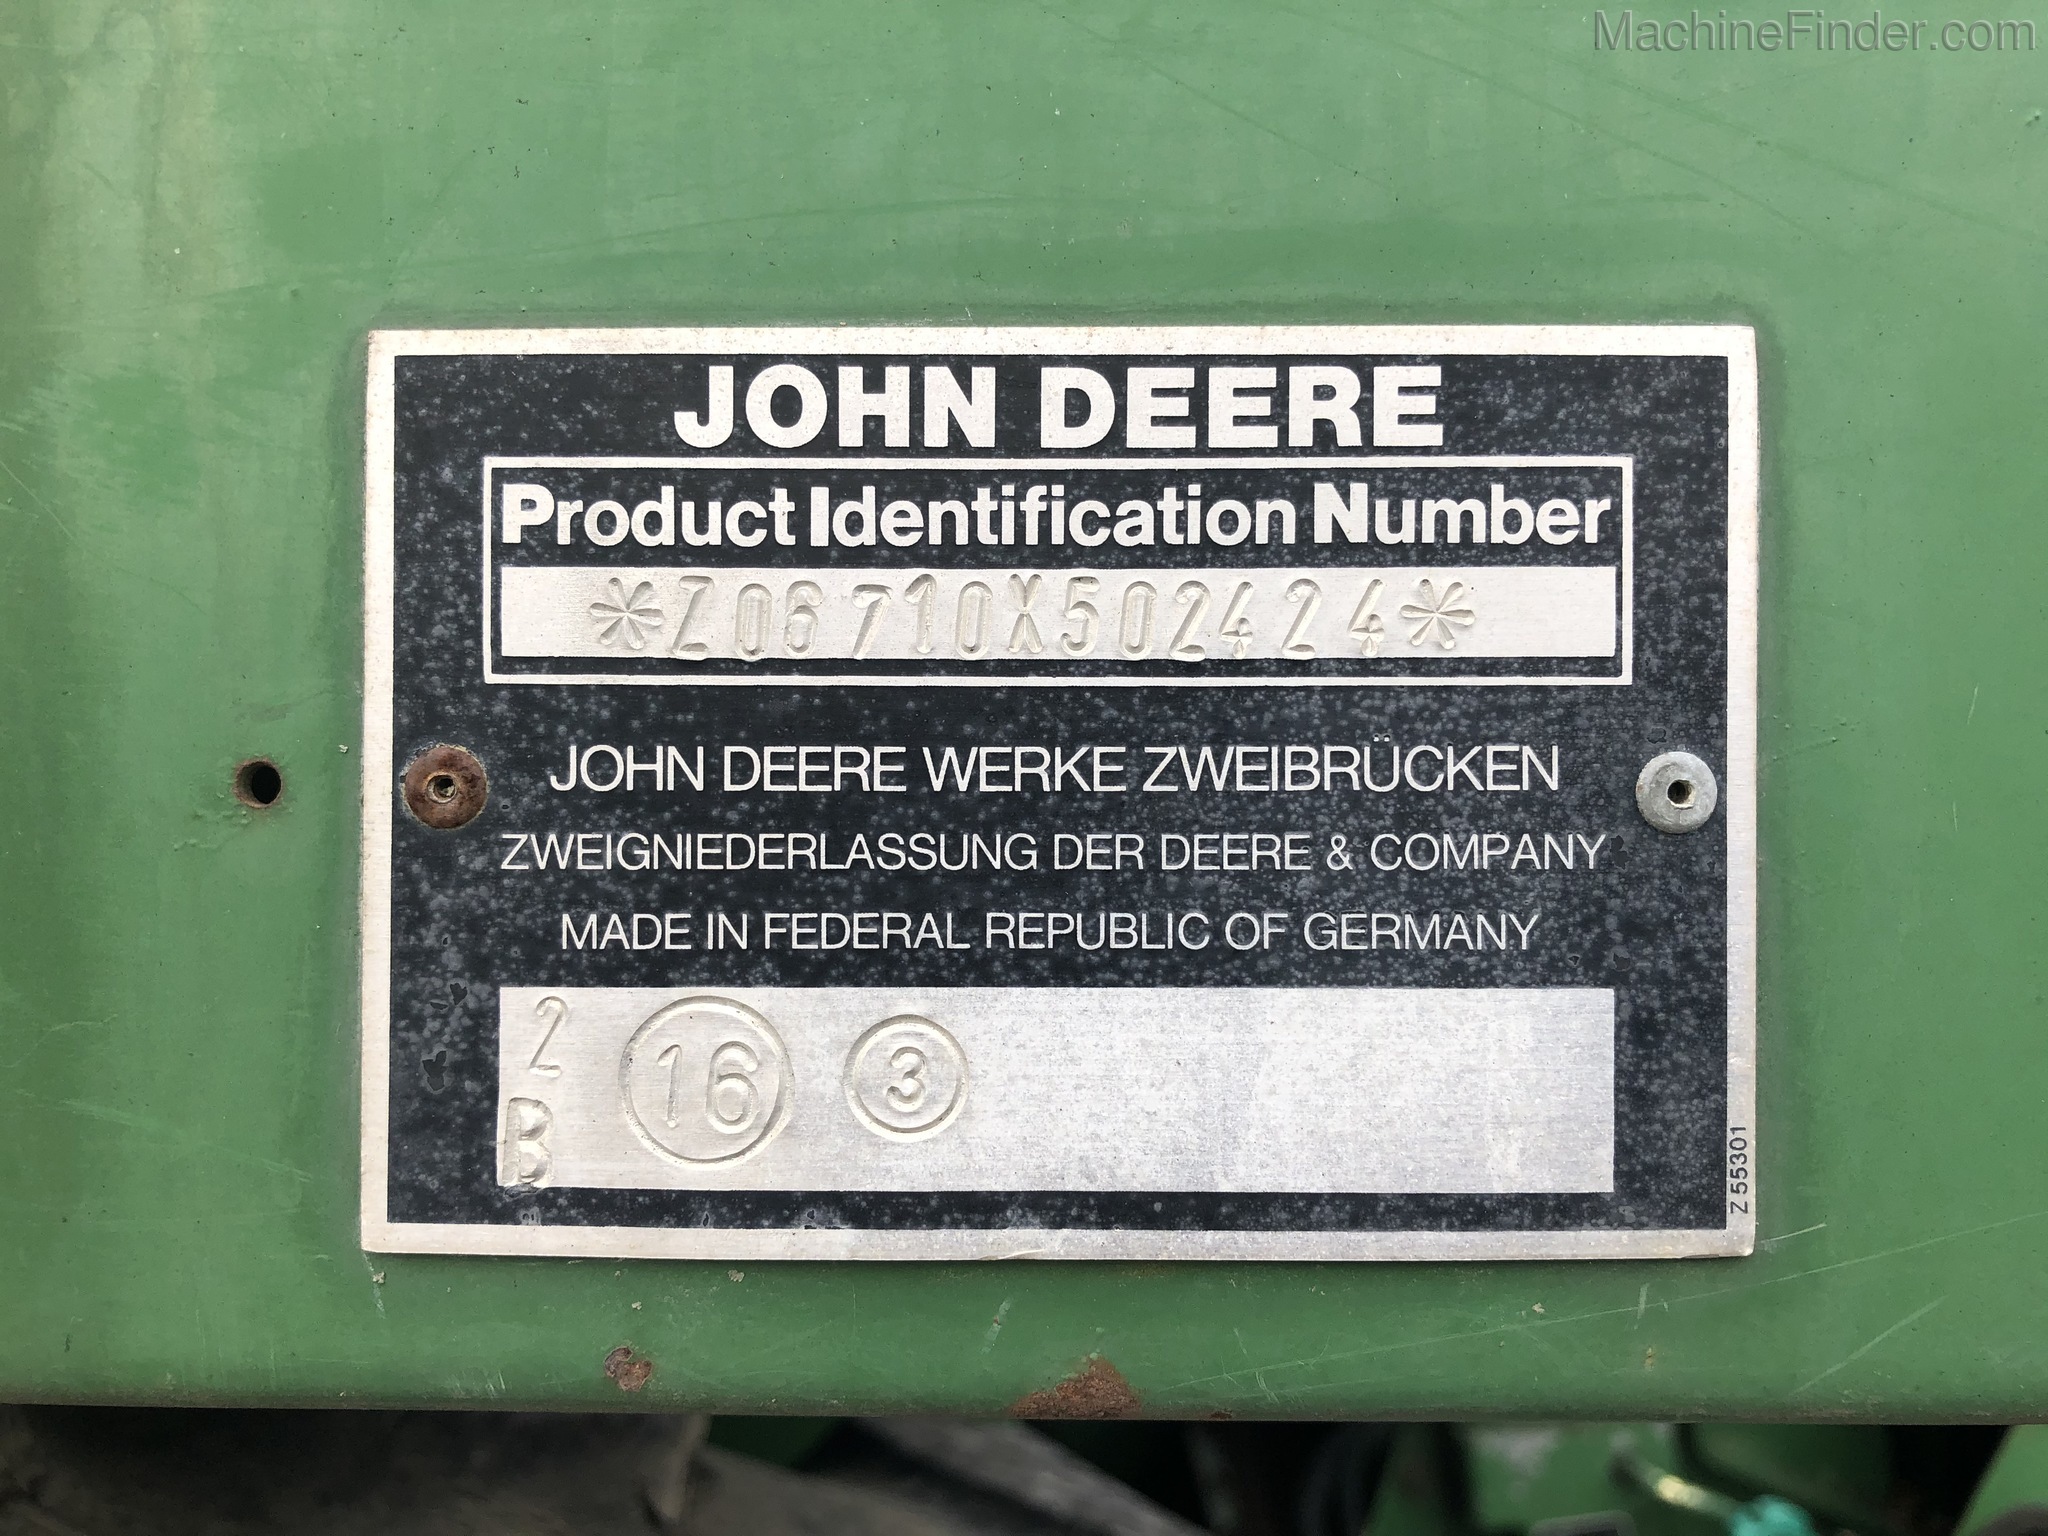 MachineFinder.com
JOHN DEERE
Product Identification Number
*Z06710X502424*
JOHN DEERE WERKE ZWEIBRÜCKEN
ZWEIGNIEDERLASSUNG DER DEERE & COMPANY
MADE IN FEDERAL REPUBLIC OF GERMANY
2 16 3
B
Z 55301